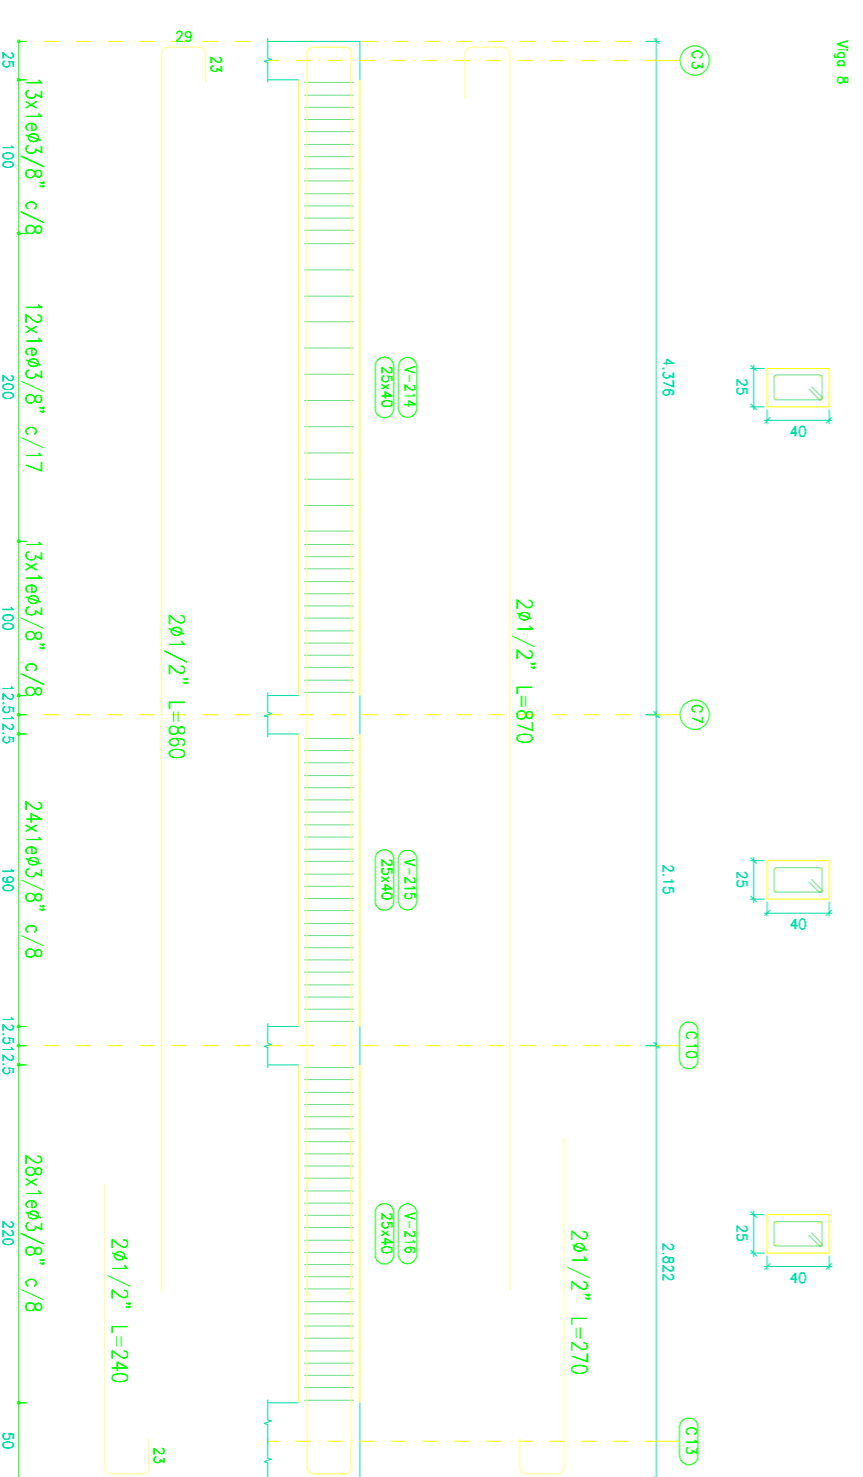 Viga 8
25
40
25
40
25
40
C3
C7
C10
C13
4.376
2.15
2.822
2ø1/2" L=270
2ø1/2" L=870
V-214
25x40
V-215
25x40
V-216
25x40
23
29
2ø1/2" L=860
23
2ø1/2" L=240
13x1eø3/8" c/8
12x1eø3/8" c/17
13x1eø3/8" c/8
24x1eø3/8" c/8
28x1eø3/8" c/8
25
100
200
100
12.5
12.5
190
12.5
12.5
220
50